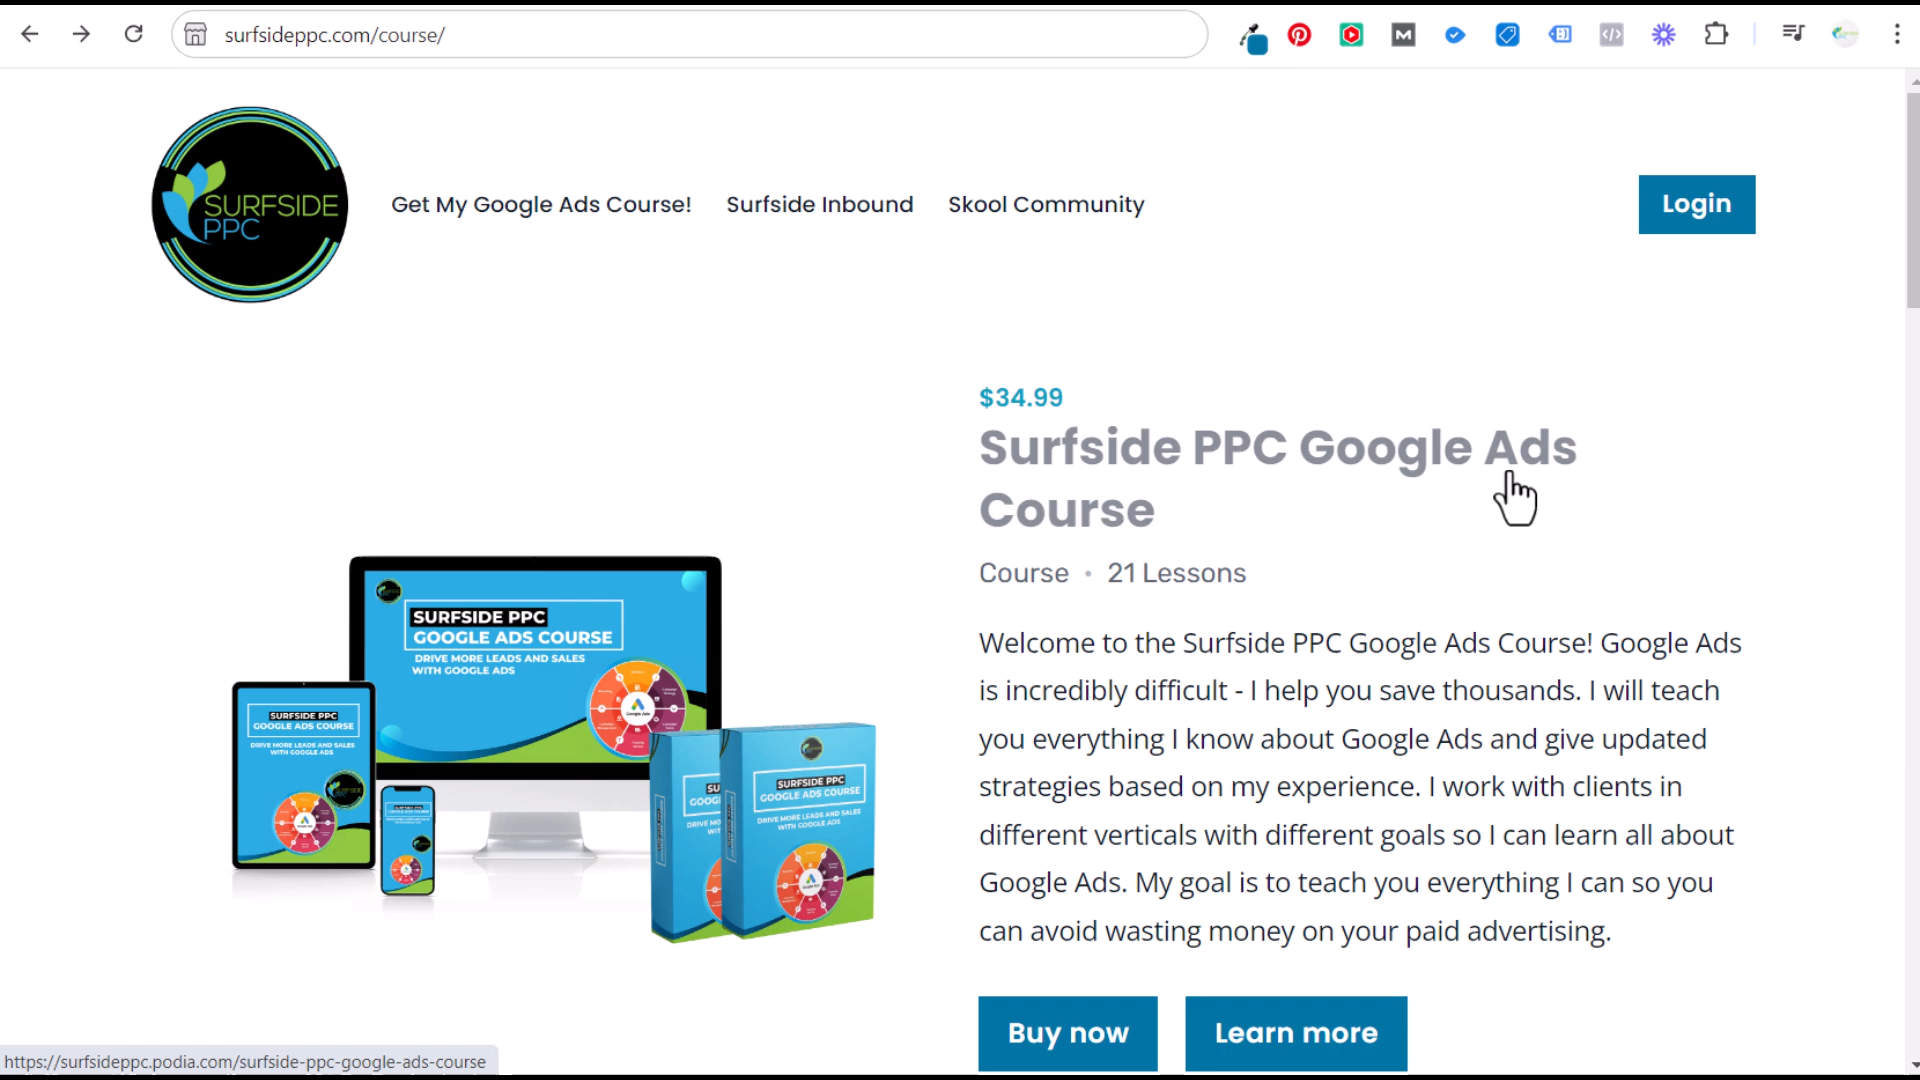 surfsideppc.com/course/
SURFSIDE
PPC
Get My Google Ads Course!
Surfside Inbound
Skool Community
Login
$34.99
Surfside PPC Google Ads
Course
Course • 21 Lessons
Welcome to the Surfside PPC Google Ads Course! Google Ads
is incredibly difficult - I help you save thousands. I will teach
you everything I know about Google Ads and give updated
strategies based on my experience. I work with clients in
different verticals with different goals so I can learn all about
Google Ads. My goal is to teach you everything I can so you
can avoid wasting money on your paid advertising.
Buy now
Learn more
SURFSIDE PPC
GOOGLE ADS COURSE
DRIVE MORE LEADS AND SALES
WITH GOOGLE ADS
SURFSIDE PPC
GOOGLE ADS COURSE
DRIVE MORE LEADS AND SALES
WITH GOOGLE ADS
SURFSIDE PPC
GOOGLE ADS COURSE
DRIVE MORE LEADS AND SALES
WITH GOOGLE ADS
https://surfsideppc.podia.com/surfside-ppc-google-ads-course